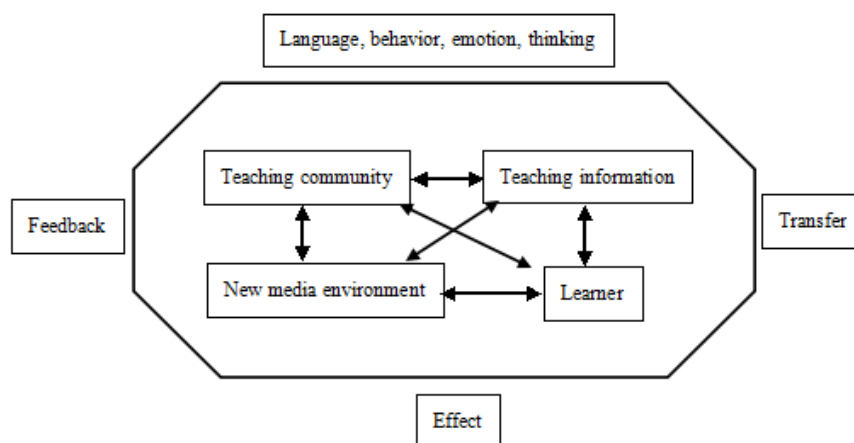 Language, behavior, emotion, thinking
Teaching community
Teaching information
Feedback
Transfer
New media environment
Learner
Effect